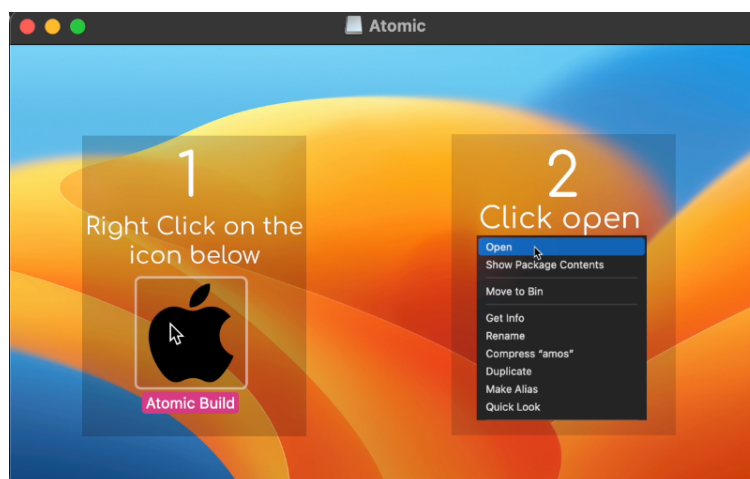 Atomic
1
Right Click on the
icon below
Atomic Build
2
Click open
Open
Show Package Contents
Move to Bin
Get Info
Rename
Compress “amos”
Duplicate
Make Alias
Quick Look